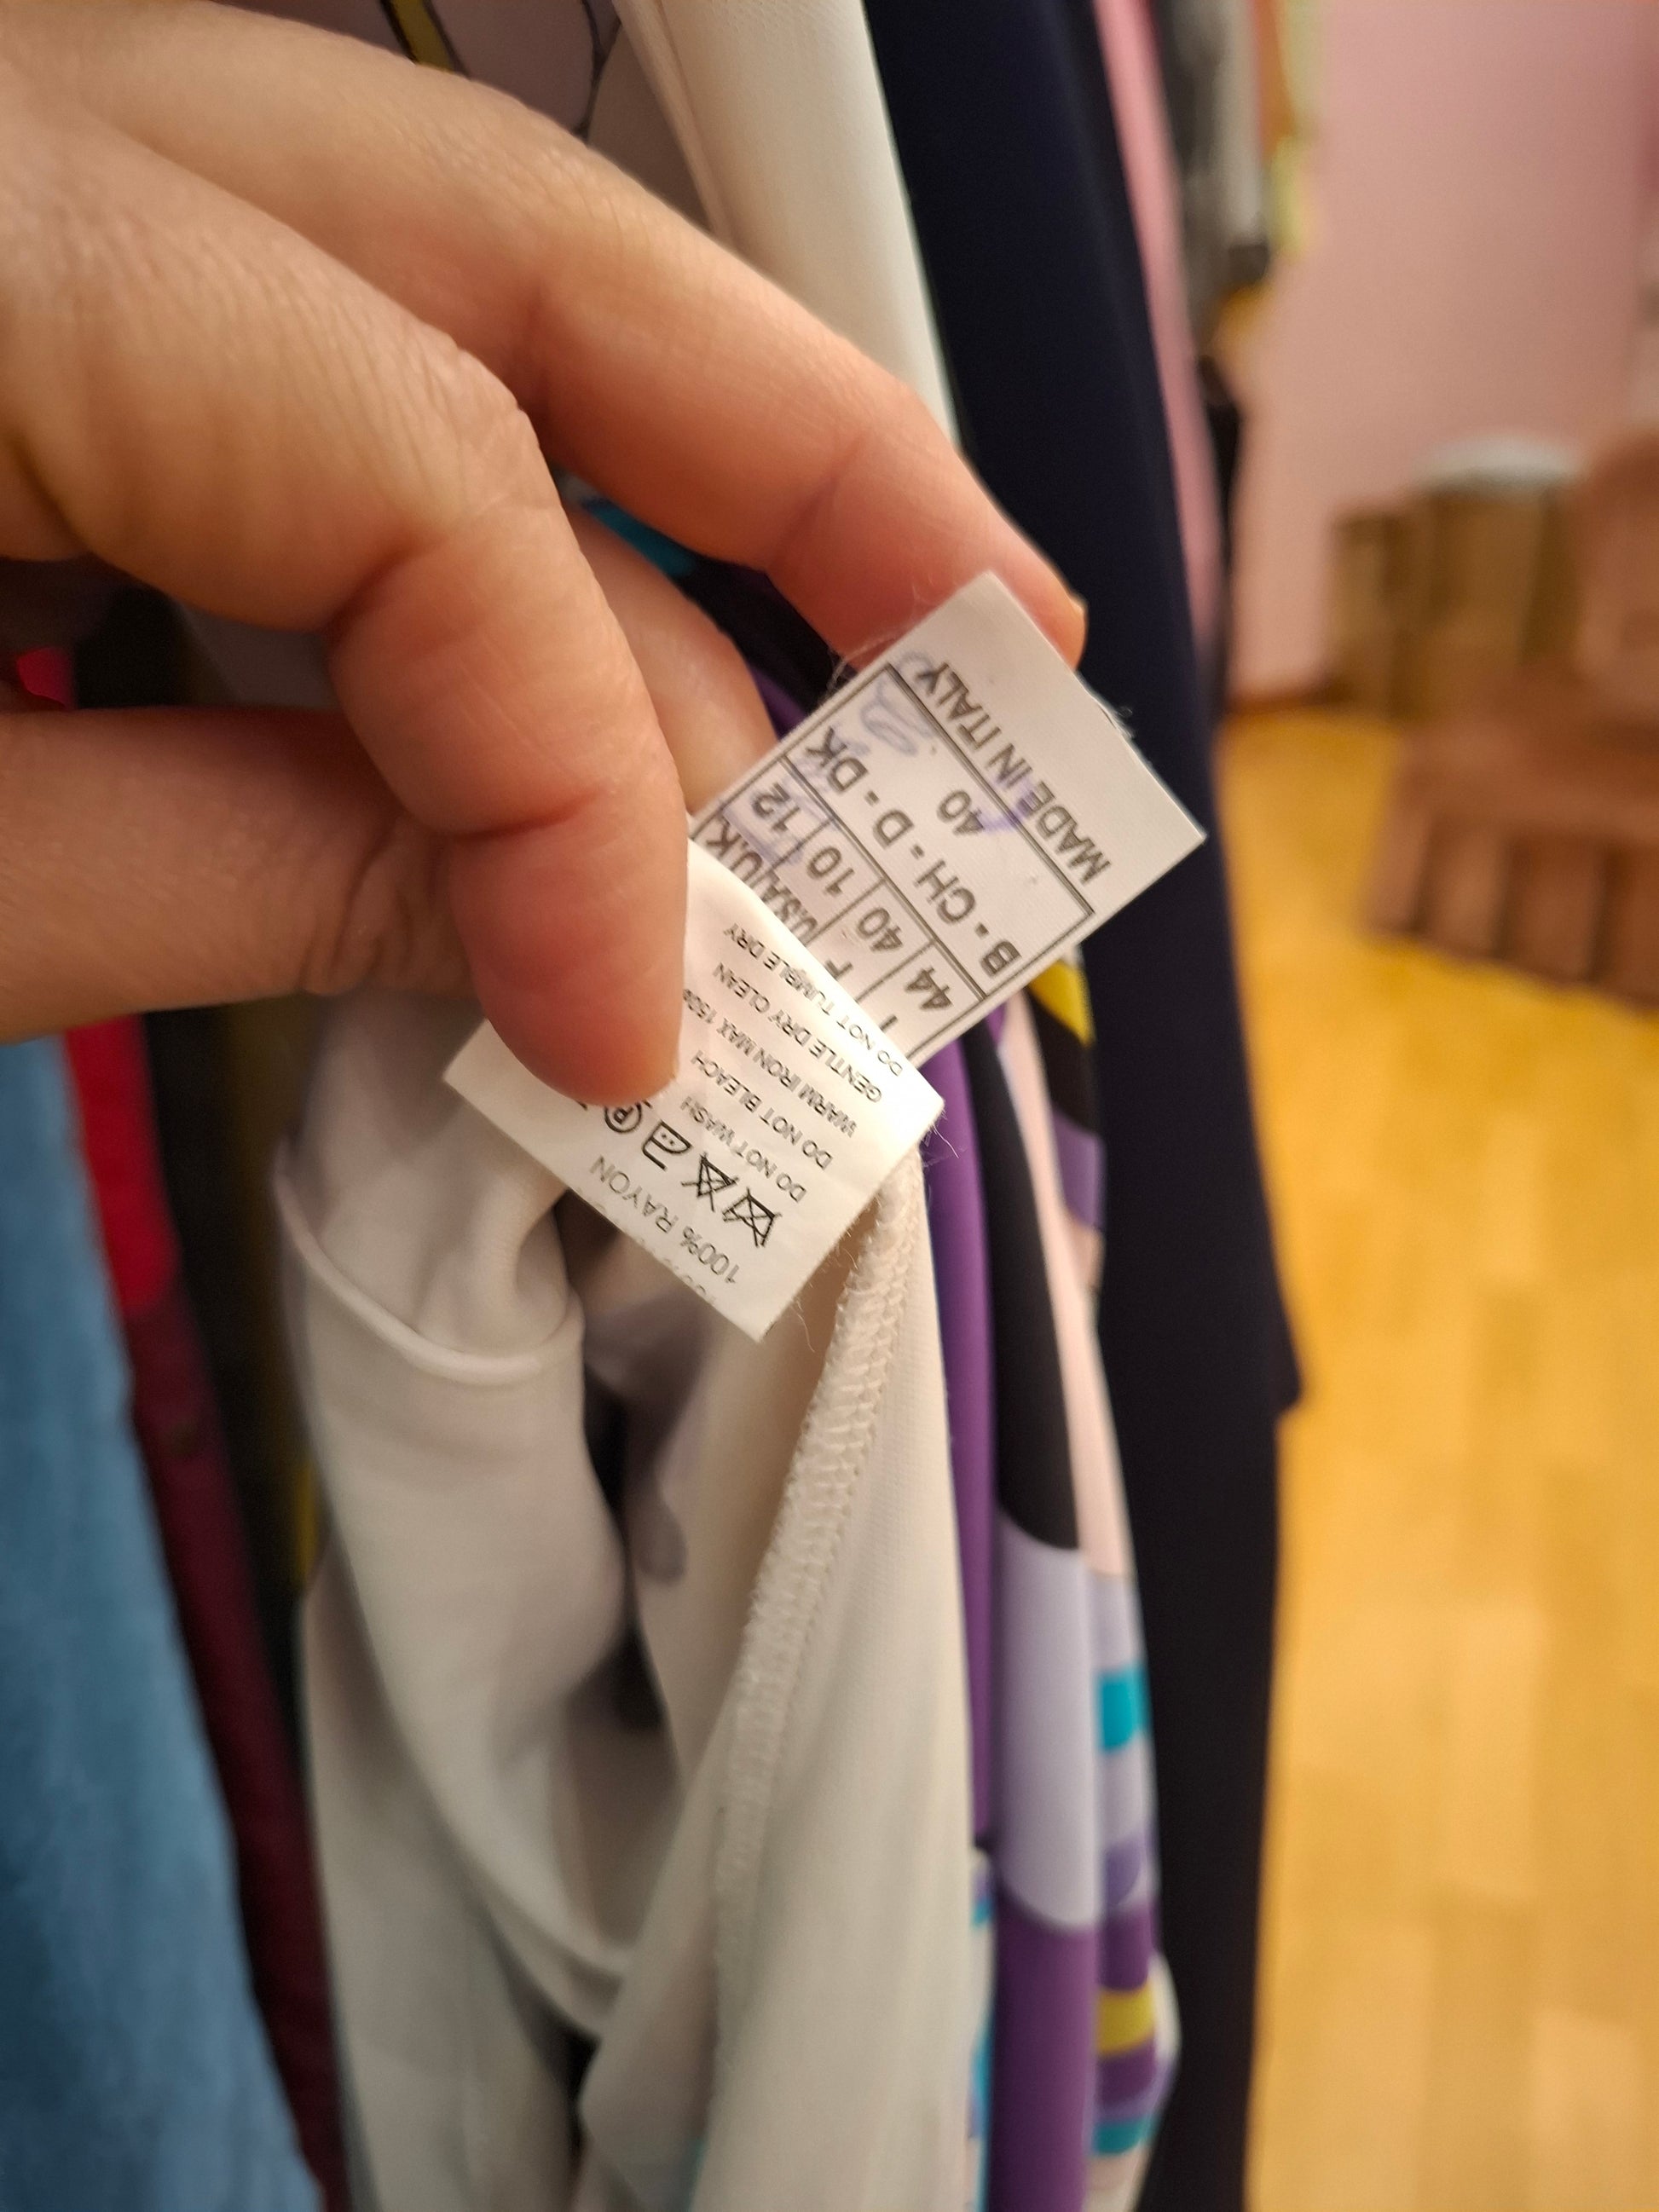 100% RAYON
DO NOT WASH
DO NOT BLEACH
WARM IRON MAX 150°
GENTLE DRY CLEAN
DO NOT TUMBLE DRY
I F USA U.K
44 40 10 12
B - CH - D - DK
40
MADE IN ITALY